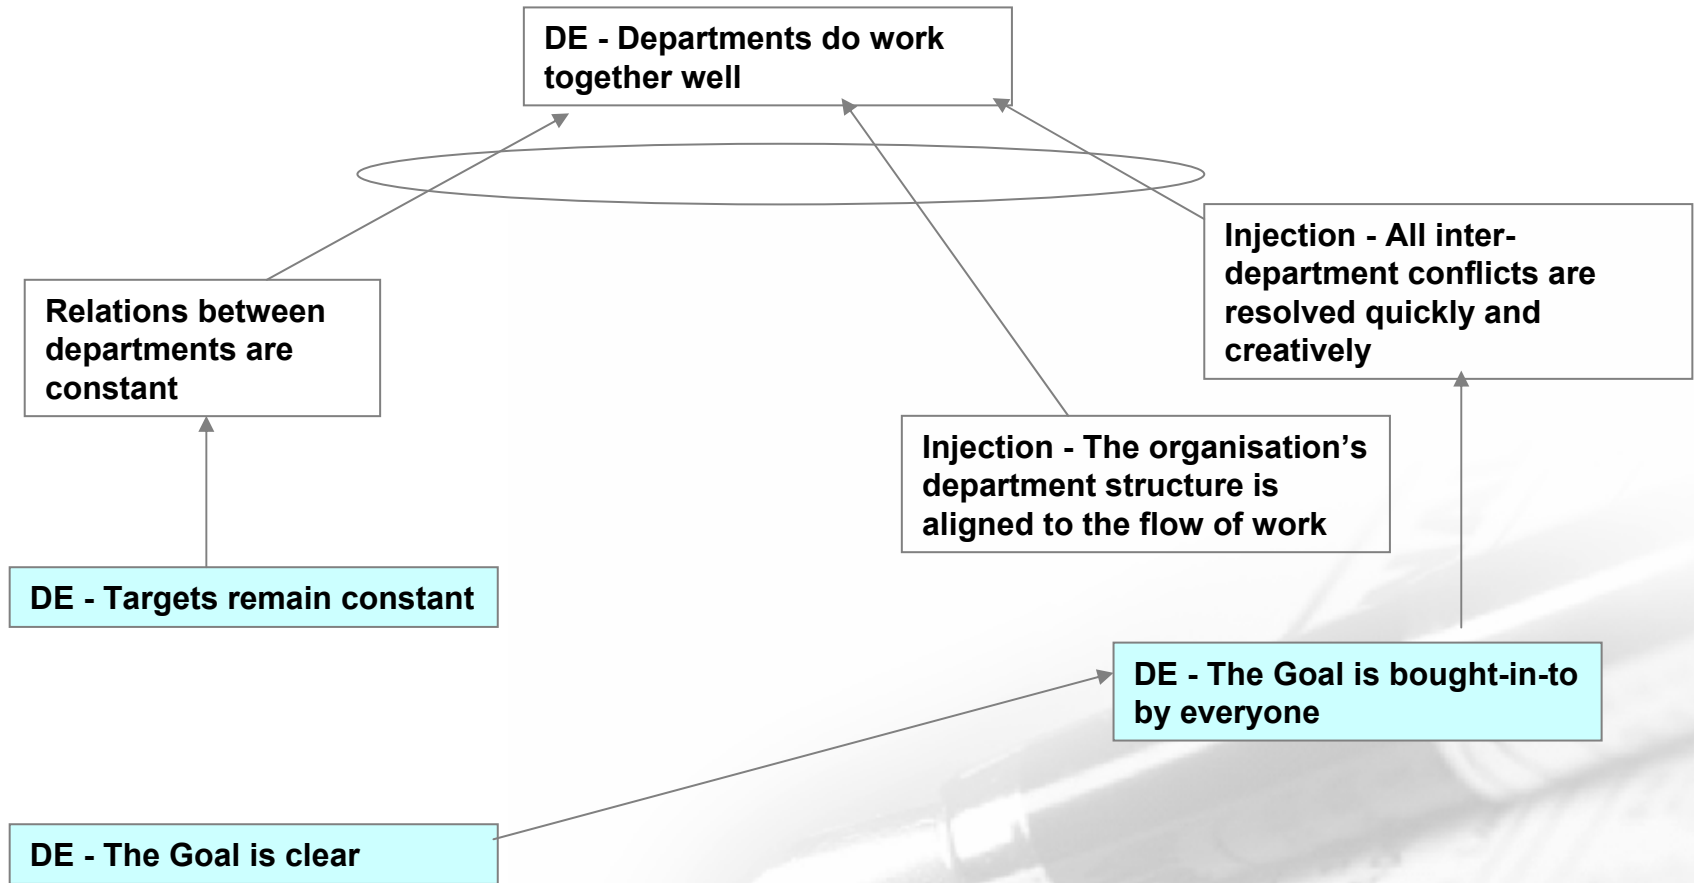 DE - Departments do work
together well
Injection - All inter-
department conflicts are
resolved quickly and
creatively
Relations between
departments are
constant
Injection - The organisation’s
department structure is
aligned to the flow of work
DE - Targets remain constant
DE - The Goal is bought-in-to
by everyone
DE - The Goal is clear